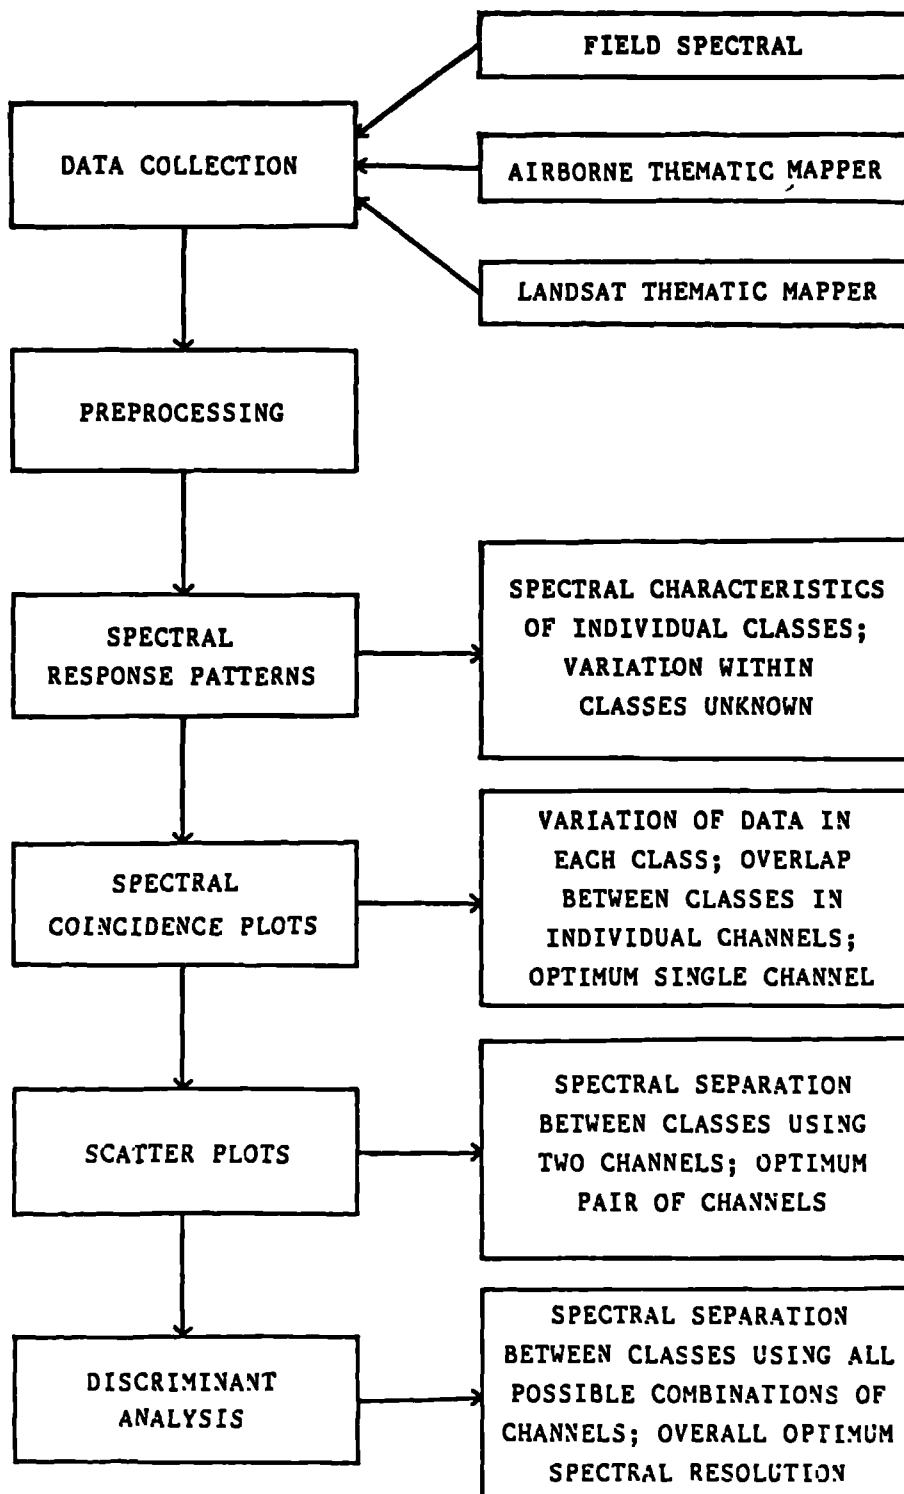 FIELD SPECTRAL
DATA COLLECTION
AIRBORNE THEMATIC MAPPER
LANDSAT THEMATIC MAPPER
PREPROCESSING
SPECTRAL
RESPONSE PATTERNS
SPECTRAL CHARACTERISTICS
OF INDIVIDUAL CLASSES;
VARIATION WITHIN
CLASSES UNKNOWN
SPECTRAL
COINCIDENCE PLOTS
VARIATION OF DATA IN
EACH CLASS; OVERLAP
BETWEEN CLASSES IN
INDIVIDUAL CHANNELS;
OPTIMUM SINGLE CHANNEL
SCATTER PLOTS
SPECTRAL SEPARATION
BETWEEN CLASSES USING
TWO CHANNELS; OPTIMUM
PAIR OF CHANNELS
DISCRIMINANT
ANALYSIS
SPECTRAL SEPARATION
BETWEEN CLASSES USING ALL
POSSIBLE COMBINATIONS OF
CHANNELS; OVERALL OPTIMUM
SPECTRAL RESOLUTION